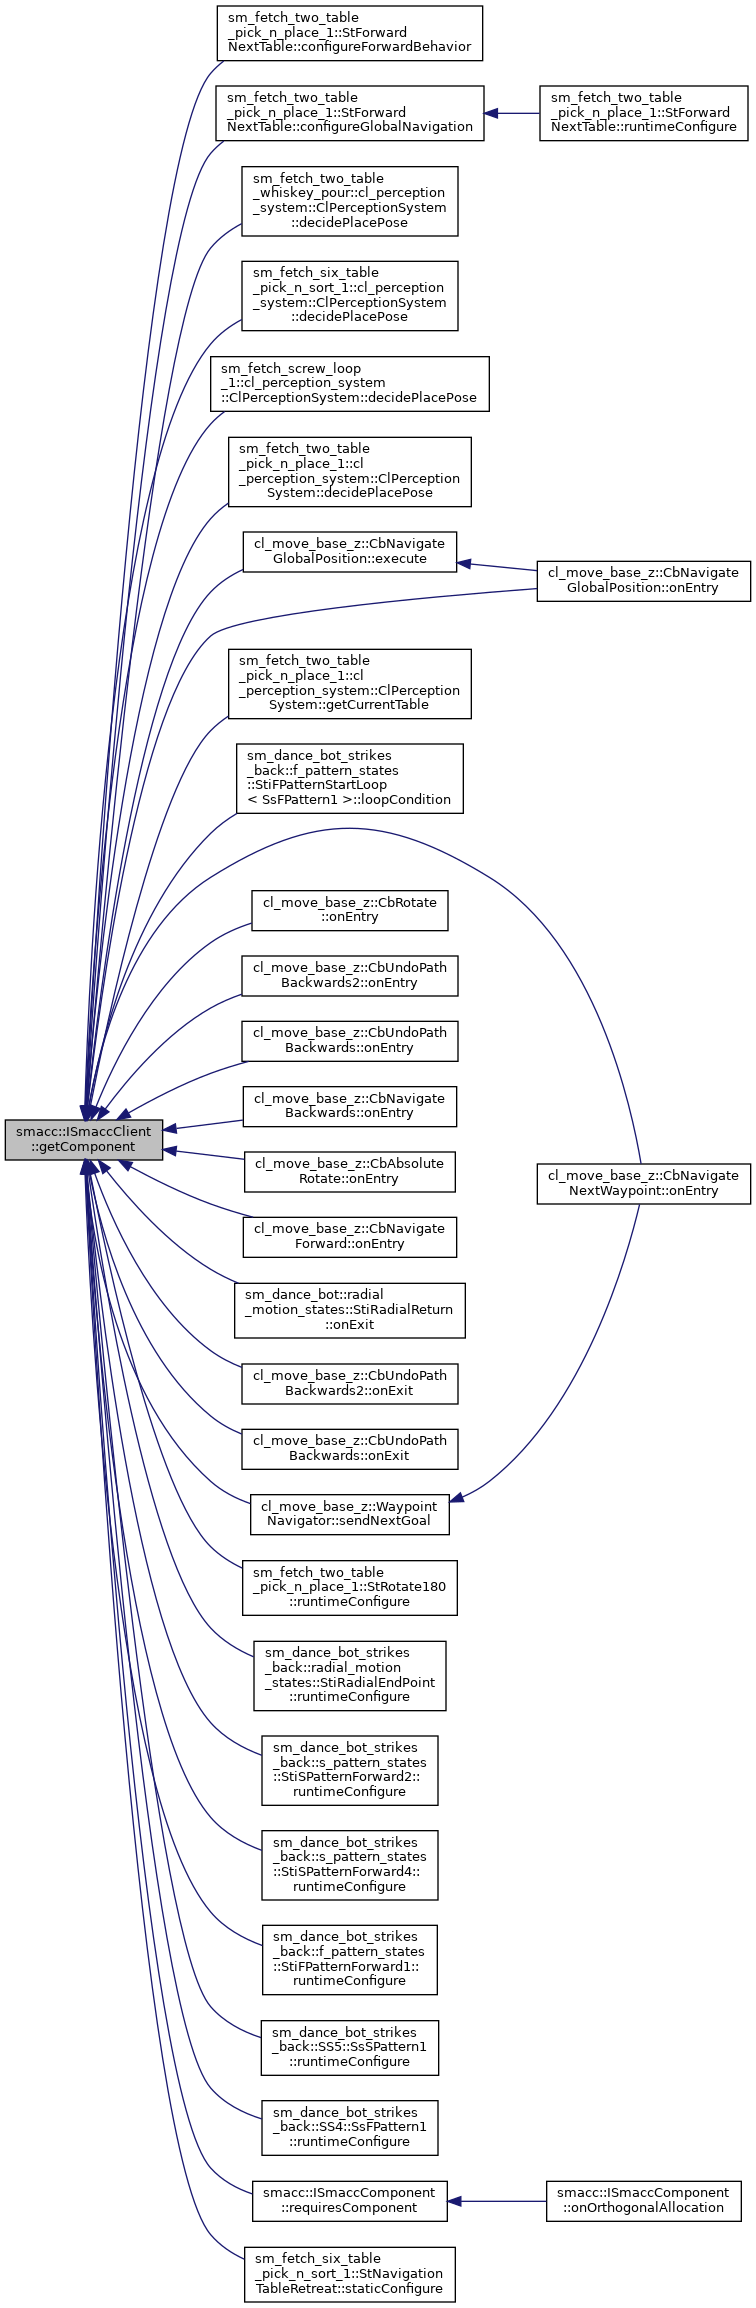 sm_fetch_two_table
_pick_n_place_1::StForward
NextTable::configureForwardBehavior
sm_fetch_two_table
_pick_n_place_1::StForward
NextTable::configureGlobalNavigation
sm_fetch_two_table
_pick_n_place_1::StForward
NextTable::runtimeConfigure
sm_fetch_two_table
_whiskey_pour::cl_perception
_system::ClPerceptionSystem
::decidePlacePose
sm_fetch_six_table
_pick_n_sort_1::cl_perception
_system::ClPerceptionSystem
::decidePlacePose
sm_fetch_screw_loop
_1::cl_perception_system
::ClPerceptionSystem::decidePlacePose
sm_fetch_two_table
_pick_n_place_1::cl
_perception_system::ClPerception
System::decidePlacePose
cl_move_base_z::CbNavigate
GlobalPosition::execute
cl_move_base_z::CbNavigate
GlobalPosition::onEntry
sm_fetch_two_table
_pick_n_place_1::cl
_perception_system::ClPerception
System::getCurrentTable
sm_dance_bot_strikes
_back::f_pattern_states
::StiFPatternStartLoop
< SsFPattern1 >::loopCondition
cl_move_base_z::CbRotate
::onEntry
cl_move_base_z::CbUndoPath
Backwards2::onEntry
cl_move_base_z::CbUndoPath
Backwards::onEntry
cl_move_base_z::CbNavigate
Backwards::onEntry
smacc::ISmaccClient
::getComponent
cl_move_base_z::CbAbsolute
Rotate::onEntry
cl_move_base_z::CbNavigate
NextWaypoint::onEntry
cl_move_base_z::CbNavigate
Forward::onEntry
sm_dance_bot::radial
_motion_states::StiRadialReturn
::onExit
cl_move_base_z::CbUndoPath
Backwards2::onExit
cl_move_base_z::CbUndoPath
Backwards::onExit
cl_move_base_z::Waypoint
Navigator::sendNextGoal
sm_fetch_two_table
_pick_n_place_1::StRotate180
::runtimeConfigure
sm_dance_bot_strikes
_back::radial_motion
_states::StiRadialEndPoint
::runtimeConfigure
sm_dance_bot_strikes
_back::s_pattern_states
::StiSPatternForward2::
runtimeConfigure
sm_dance_bot_strikes
_back::s_pattern_states
::StiSPatternForward4::
runtimeConfigure
sm_dance_bot_strikes
_back::f_pattern_states
::StiFPatternForward1::
runtimeConfigure
sm_dance_bot_strikes
_back::SS5::SsSPattern1
::runtimeConfigure
sm_dance_bot_strikes
_back::SS4::SsFPattern1
::runtimeConfigure
smacc::ISmaccComponent
::requiresComponent
smacc::ISmaccComponent
::onOrthogonalAllocation
sm_fetch_six_table
_pick_n_sort_1::StNavigation
TableRetreat::staticConfigure